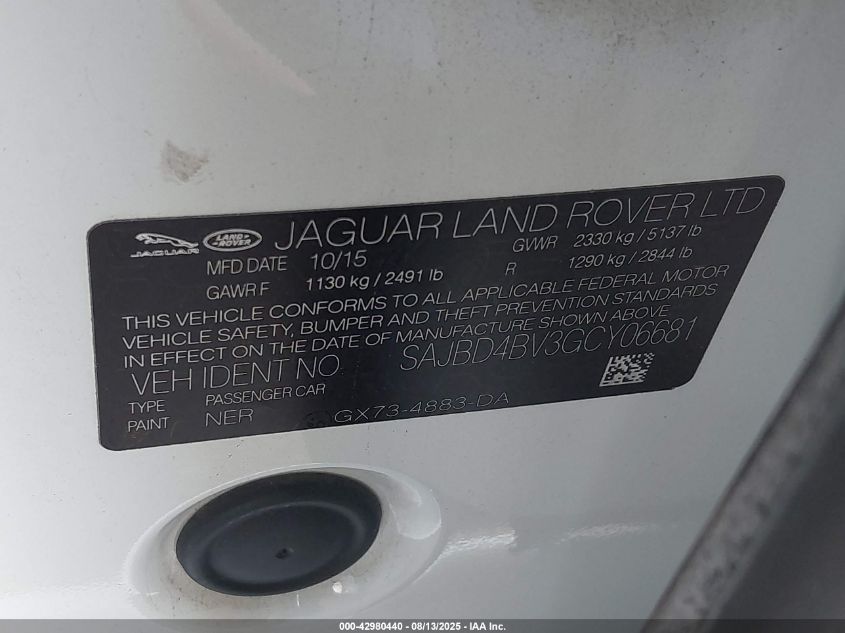 JAGUAR LAND ROVER JAGUAR LAND ROVER LTD
MFD DATE 10/15 GVWR 2330 kg / 5137 lb
GAWR F 1130 kg / 2491 lb R 1290 kg / 2844 lb
THIS VEHICLE CONFORMS TO ALL APPLICABLE FEDERAL MOTOR
VEHICLE SAFETY, BUMPER AND THEFT PREVENTION STANDARDS
IN EFFECT ON THE DATE OF MANUFACTURE SHOWN ABOVE
VEH IDENT NO. SAJBD4BV3GCY06681
TYPE PASSENGER CAR
PAINT NER GX73-4883-DA
000-42980440 - 08/13/2025 - IAA Inc.